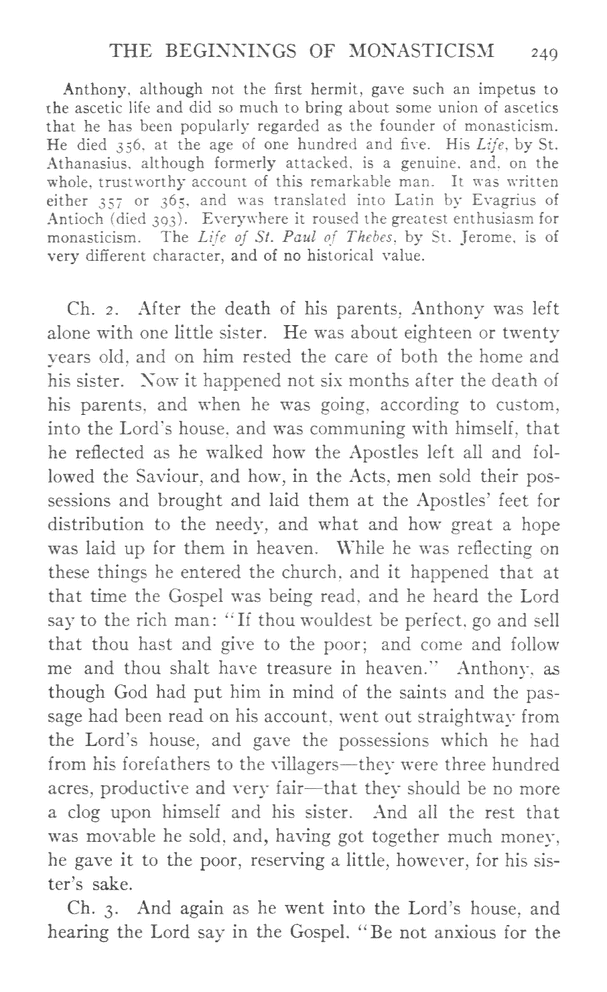 THE BEGINNINGS OF MONASTICISM 249
Anthony, although not the first hermit, gave such an impetus to
the ascetic life and did so much to bring about some union of ascetics
that he has been popularly regarded as the founder of monasticism.
He died 356, at the age of one hundred and five. His Life, by St.
Athanasius, although formerly attacked, is a genuine, and, on the
whole, trustworthy account of this remarkable man. It was written
either 357 or 365, and was translated into Latin by Evagrius of
Antioch (died 393). Everywhere it roused the greatest enthusiasm for
monasticism. The Life of St. Paul of Thebes, by St. Jerome, is of
very different character, and of no historical value.
Ch. 2. After the death of his parents, Anthony was left
alone with one little sister. He was about eighteen or twenty
years old, and on him rested the care of both the home and
his sister. Now it happened not six months after the death of
his parents, and when he was going, according to custom,
into the Lord's house, and was communing with himself, that
he reflected as he walked how the Apostles left all and fol-
lowed the Saviour, and how, in the Acts, men sold their pos-
sessions and brought and laid them at the Apostles' feet for
distribution to the needy, and what and how great a hope
was laid up for them in heaven. While he was reflecting on
these things he entered the church, and it happened that at
that time the Gospel was being read, and he heard the Lord
say to the rich man: "If thou wouldest be perfect, go and sell
that thou hast and give to the poor; and come and follow
me and thou shalt have treasure in heaven." Anthony, as
though God had put him in mind of the saints and the pas-
sage had been read on his account, went out straightway from
the Lord's house, and gave the possessions which he had
from his forefathers to the villagers—they were three hundred
acres, productive and very fair—that they should be no more
a clog upon himself and his sister. And all the rest that
was movable he sold, and, having got together much money,
he gave it to the poor, reserving a little, however, for his sis-
ter's sake.
Ch. 3. And again as he went into the Lord's house, and
hearing the Lord say in the Gospel, "Be not anxious for the